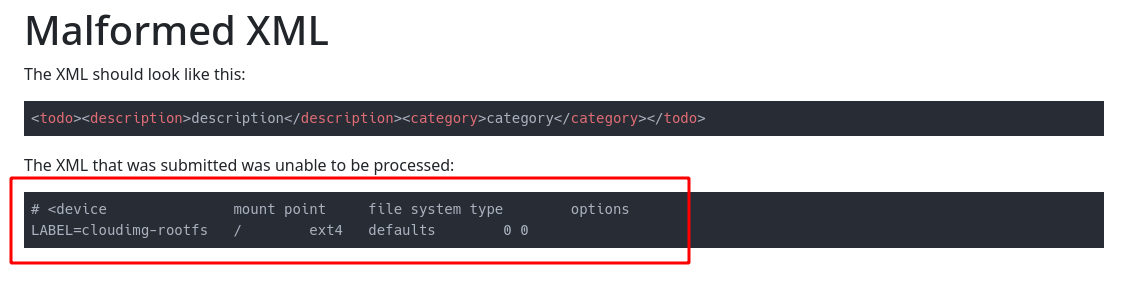 Malformed XML
The XML should look like this:
<todo><description>description</description><category>category</category></todo>
The XML that was submitted was unable to be processed:
# <device               mount point     file system type        options
LABEL=cloudimg-rootfs   /        ext4   defaults        0 0